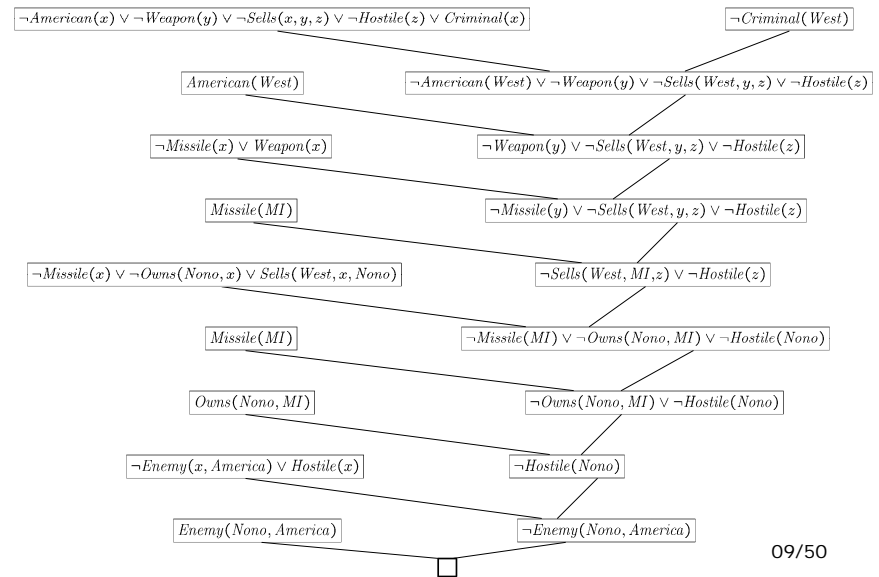 ¬American(x) ∨ ¬Weapon(y) ∨ ¬Sells(x, y, z) ∨ ¬Hostile(z) ∨ Criminal(x)
¬Criminal(West)
American(West)
¬American(West) ∨ ¬Weapon(y) ∨ ¬Sells(West, y, z) ∨ ¬Hostile(z)
¬Missile(x) ∨ Weapon(x)
¬Weapon(y) ∨ ¬Sells(West, y, z) ∨ ¬Hostile(z)
Missile(MI)
¬Missile(y) ∨ ¬Sells(West, y, z) ∨ ¬Hostile(z)
¬Missile(x) ∨ ¬Owns(Nono, x) ∨ Sells(West, x, Nono)
¬Sells(West, MI, z) ∨ ¬Hostile(z)
Missile(MI)
¬Missile(MI) ∨ ¬Owns(Nono, MI) ∨ ¬Hostile(Nono)
Owns(Nono, MI)
¬Owns(Nono, MI) ∨ ¬Hostile(Nono)
¬Enemy(x, America) ∨ Hostile(x)
¬Hostile(Nono)
Enemy(Nono, America)
¬Enemy(Nono, America)
09/50